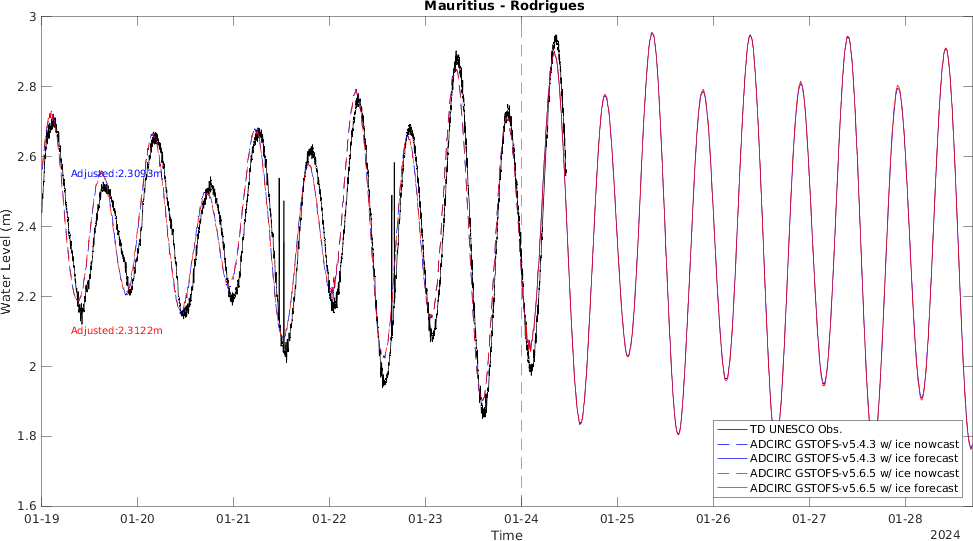 Mauritius - Rodrigues
3
2.8
2.6
2.4
2.2
2
1.8
1.6
Water Level (m)
Adjusted:2.3093m
Adjusted:2.3122m
TD UNESCO Obs.
ADCIRC GSTOFS-v5.4.3 w/ ice nowcast
ADCIRC GSTOFS-v5.4.3 w/ ice forecast
ADCIRC GSTOFS-v5.6.5 w/ ice nowcast
ADCIRC GSTOFS-v5.6.5 w/ ice forecast
01-19 01-20 01-21 01-22 01-23 01-24 01-25 01-26 01-27 01-28
Time
2024